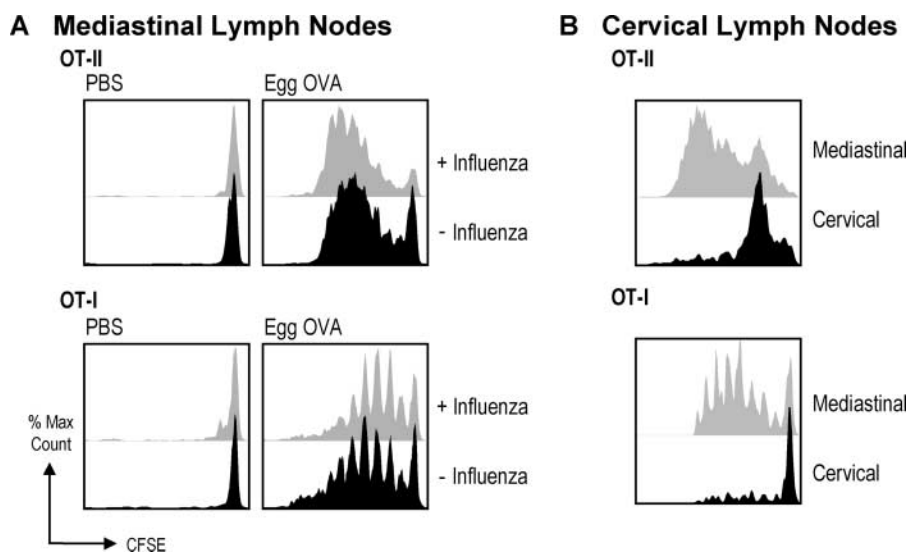 A Mediastinal Lymph Nodes
OT-II
PBS Egg OVA
+ Influenza
- Influenza
OT-I
PBS Egg OVA
+ Influenza
- Influenza
% Max
Count
CFSE
B Cervical Lymph Nodes
OT-II
Mediastinal
Cervical
OT-I
Mediastinal
Cervical